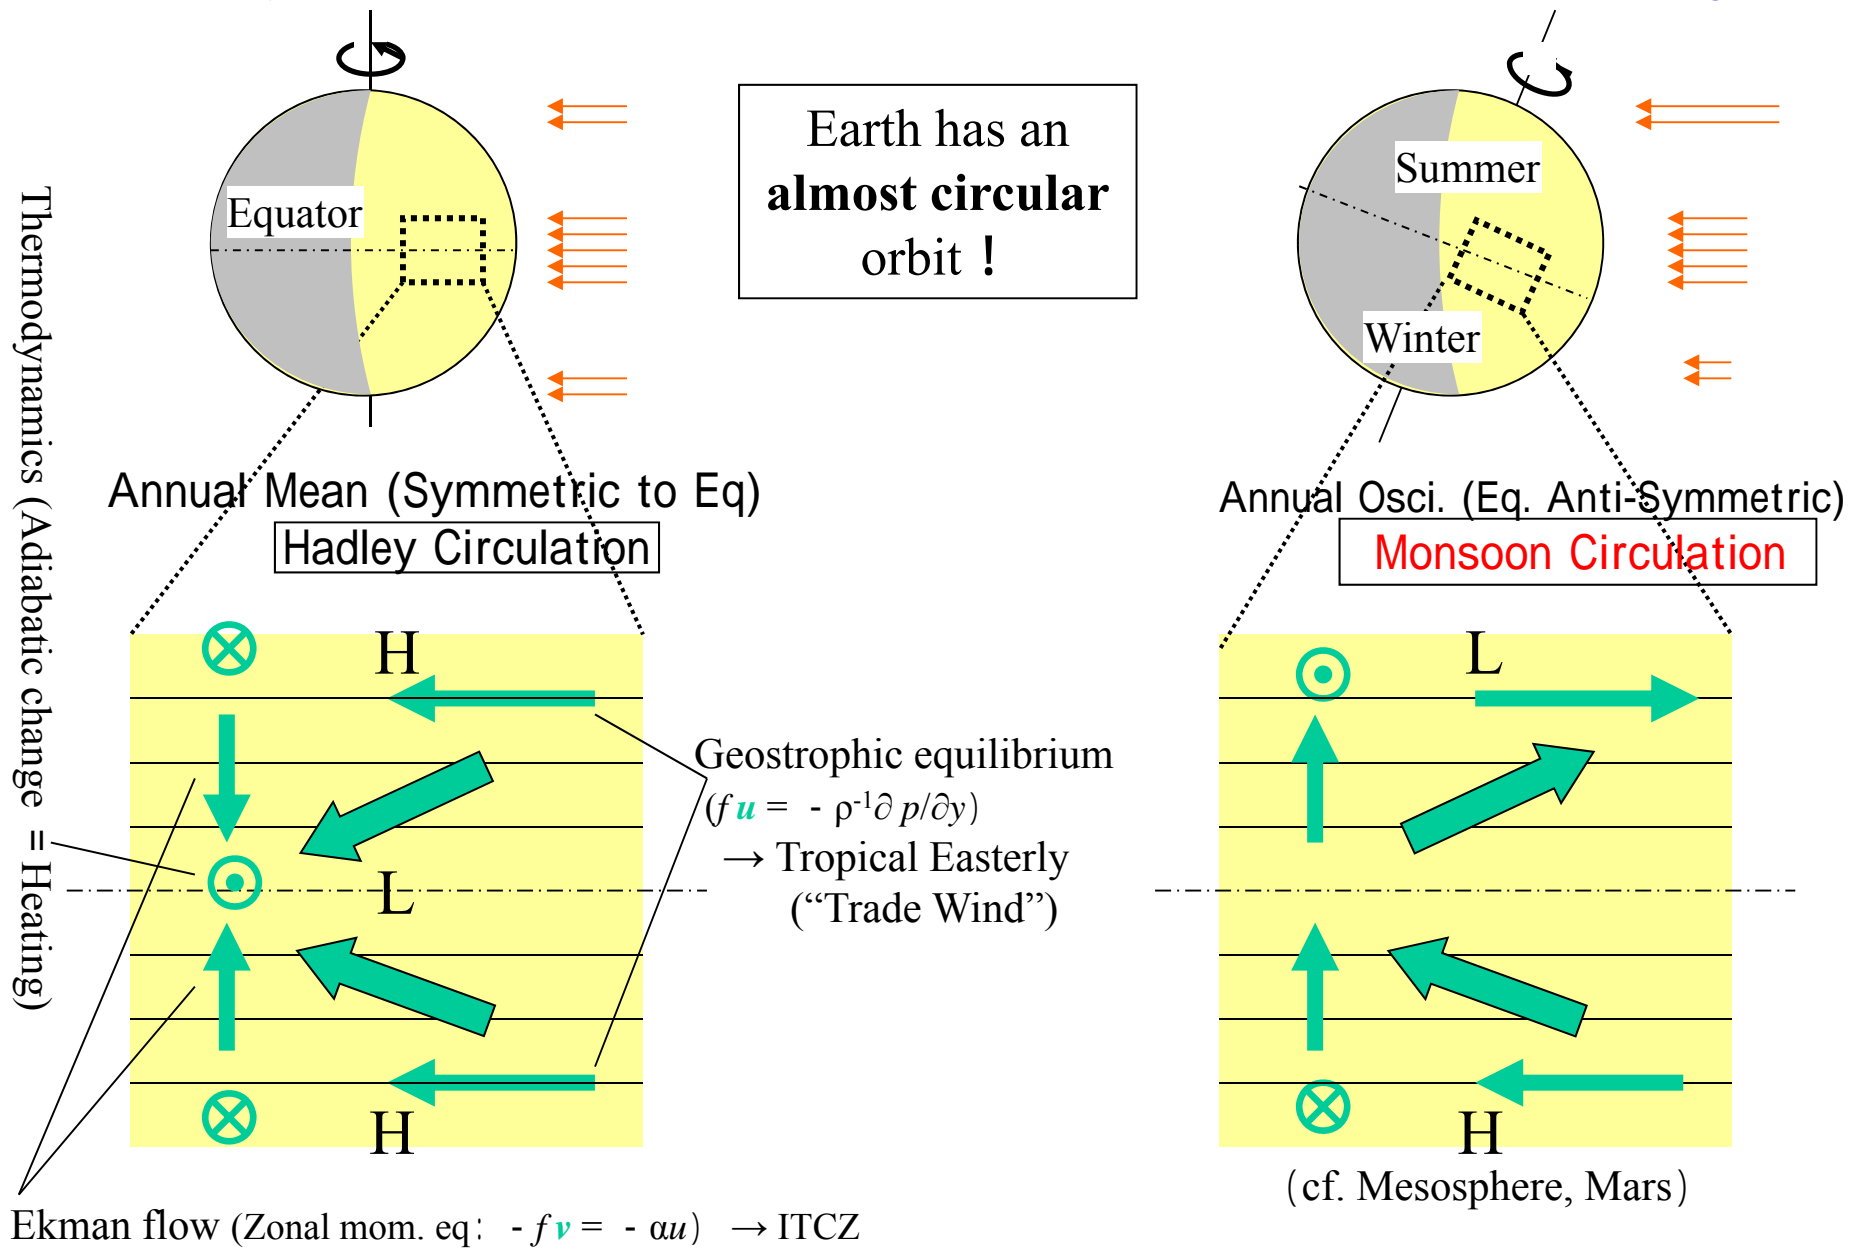 Earth has an
almost circular
orbit !
Equator
Summer
Winter
Thermodynamics (Adiabatic change = Heating)
Annual Mean (Symmetric to Eq)
Hadley Circulation
Annual Osci. (Eq. Anti-Symmetric)
Monsoon Circulation
H
L
H
Geostrophic equilibrium
(f u = - ρ⁻¹∂ p/∂y)
→ Tropical Easterly
("Trade Wind")
L
H
(cf. Mesosphere, Mars)
Ekman flow (Zonal mom. eq: - f v = - αu) → ITCZ